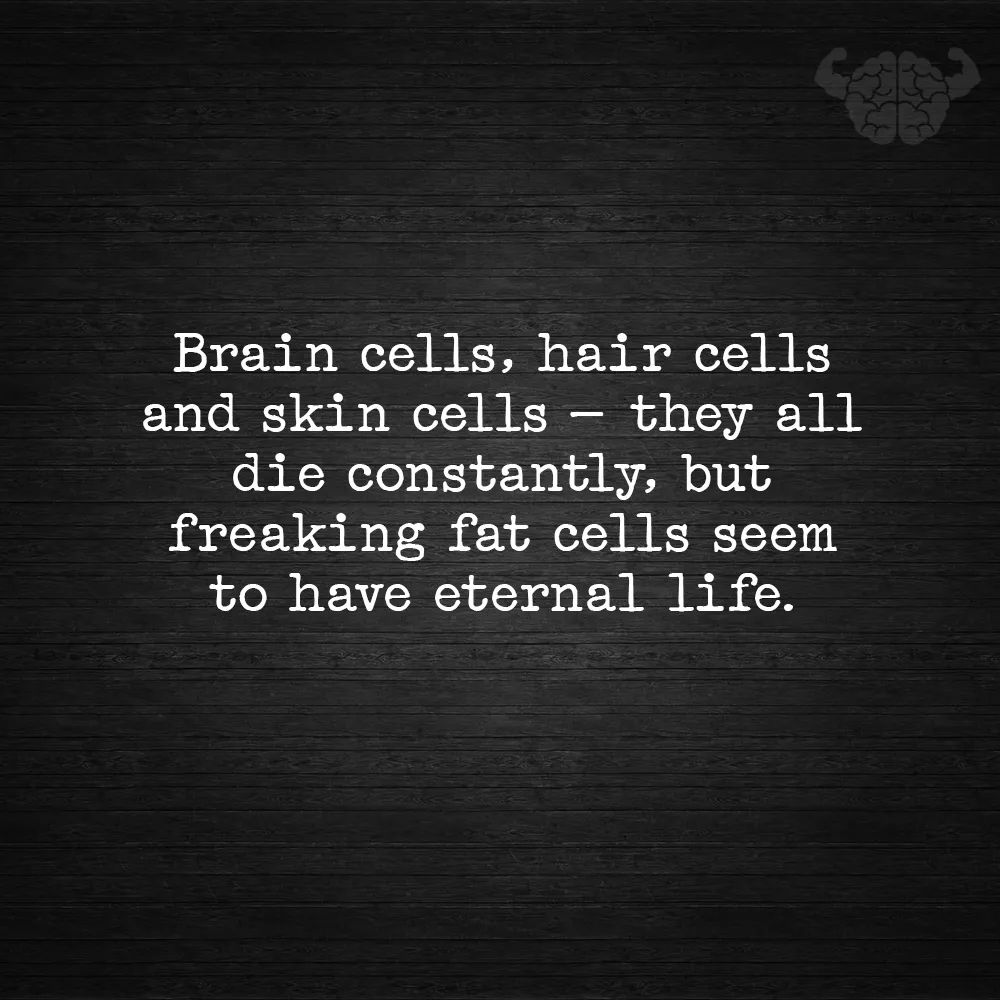 Brain cells, hair cells
and skin cells – they all
die constantly, but
freaking fat cells seem
to have eternal life.